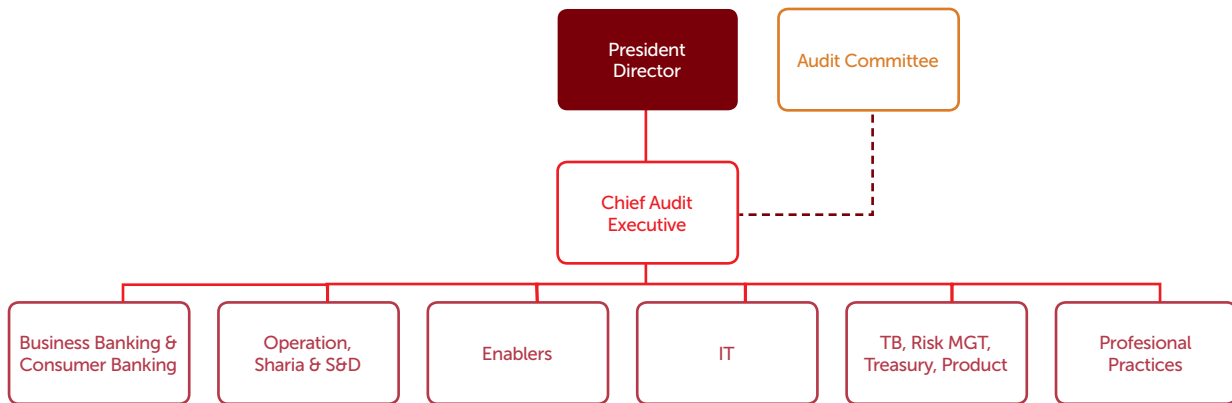 President
Director
Audit Committee
Chief Audit
Executive
Business Banking &
Consumer Banking
Operation,
Sharia & S&D
Enablers
IT
TB, Risk MGT,
Treasury, Product
Profesional
Practices